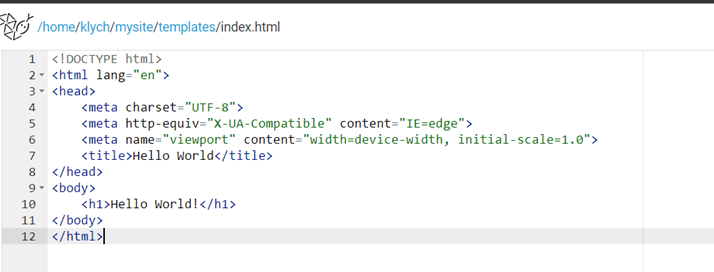 /home/klych/mysite/templates/index.html
1 <!DOCTYPE html>
2 <html lang="en">
3 <head>
4     <meta charset="UTF-8">
5     <meta http-equiv="X-UA-Compatible" content="IE=edge">
6     <meta name="viewport" content="width=device-width, initial-scale=1.0">
7     <title>Hello World</title>
8 </head>
9 <body>
10     <h1>Hello World!</h1>
11 </body>
12 </html>